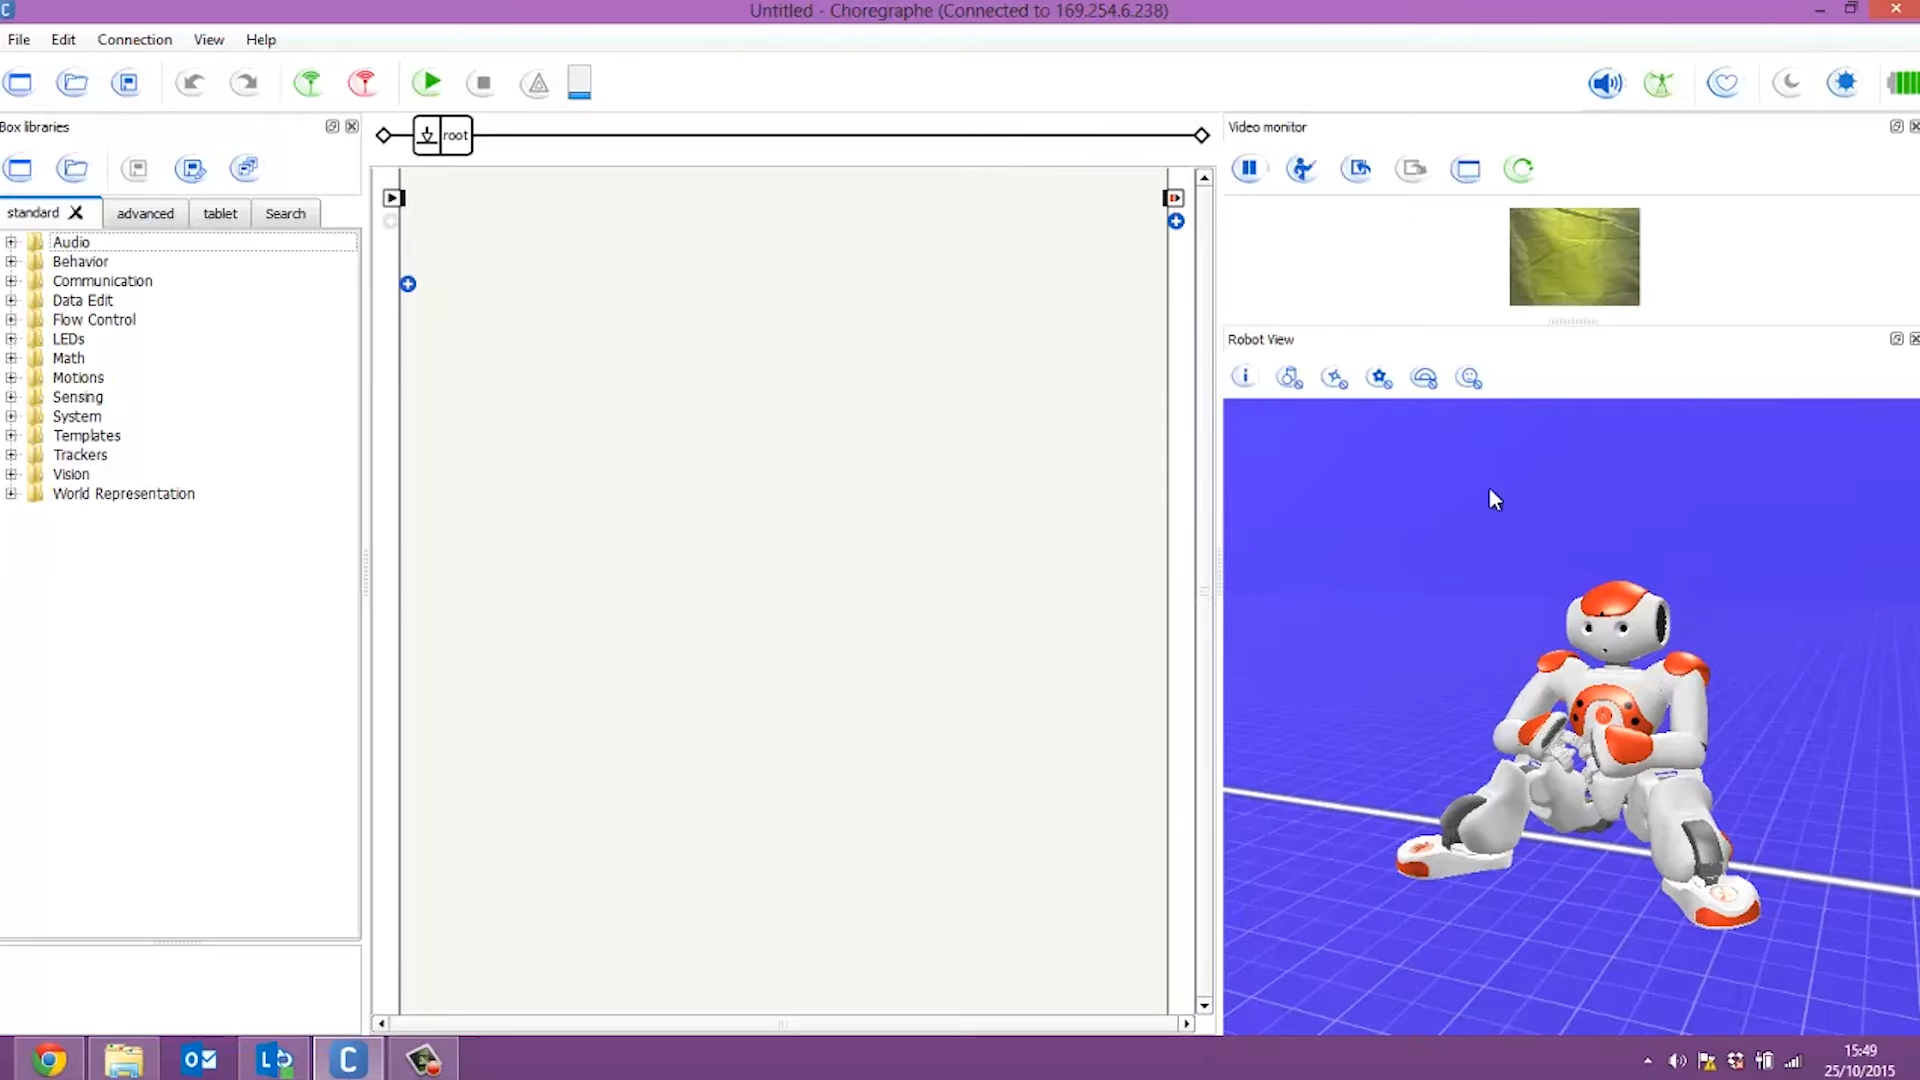 Untitled - Choregraphe (Connected to 169.254.6.238)
File Edit Connection View Help
Box libraries
root
Video monitor
standard advanced tablet Search
Audio
Behavior
Communication
Data Edit
Flow Control
LEDs
Math
Motions
Sensing
System
Templates
Trackers
Vision
World Representation
Robot View
15:49
25/10/2015